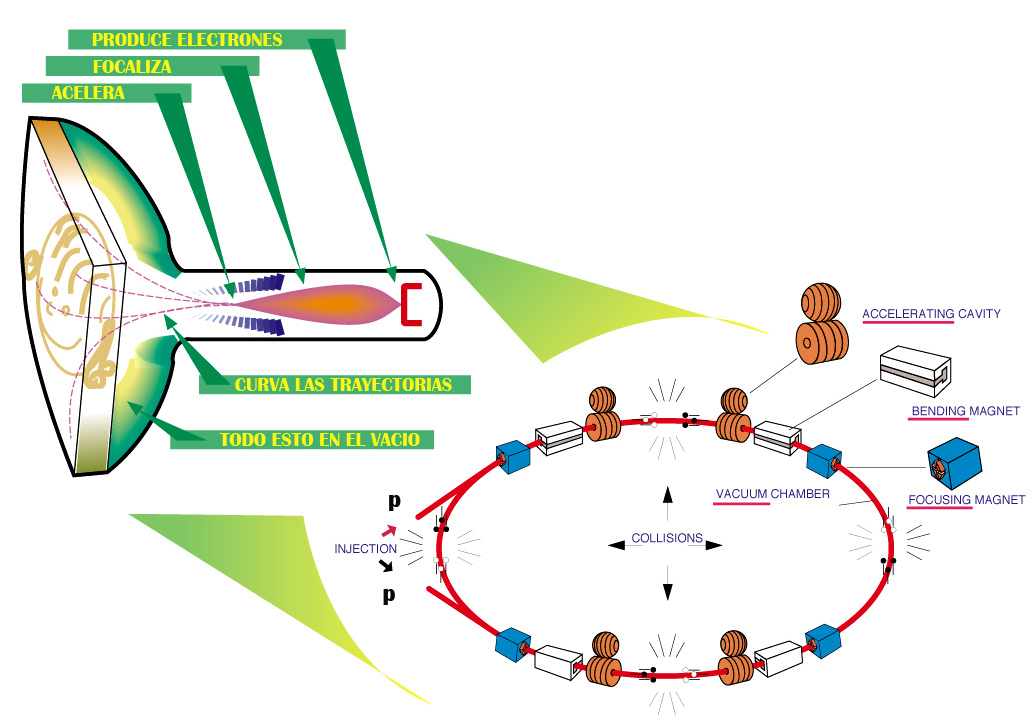 PRODUCE ELECTRONES
FOCALIZA
ACELERA
CURVA LAS TRAYECTORIAS
TODO ESTO EN EL VACIO
ACCELERATING CAVITY
BENDING MAGNET
FOCUSING MAGNET
VACUUM CHAMBER
COLLISIONS
p
INJECTION
p